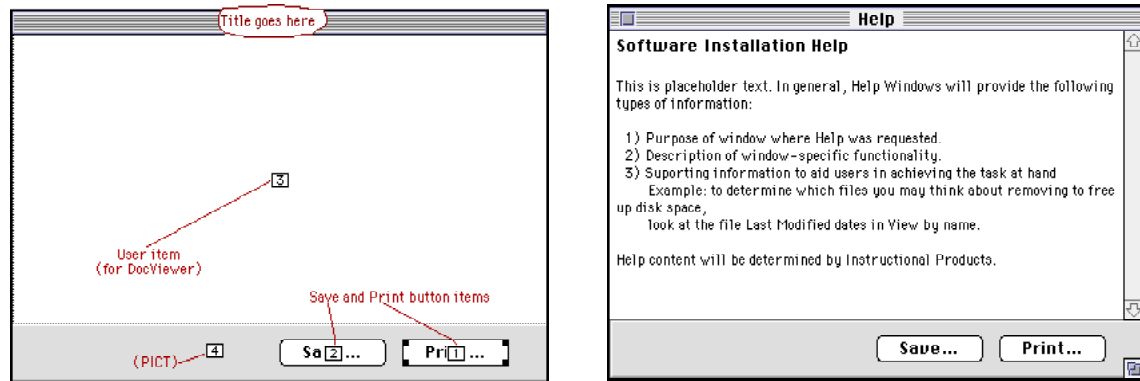 Title goes here
3
User item
(for DocViewer)
Save and Print button items
(PICT)
4
Sa 2 ...
Pri 1 ...
Help
Software Installation Help
This is placeholder text. In general, Help Windows will provide the following
types of information:
1) Purpose of window where Help was requested.
2) Description of window-specific functionality.
3) Suporting information to aid users in achieving the task at hand
Example: to determine which files you may think about removing to free
up disk space,
look at the file Last Modified dates in View by name.
Help content will be determined by Instructional Products.
Save...
Print...